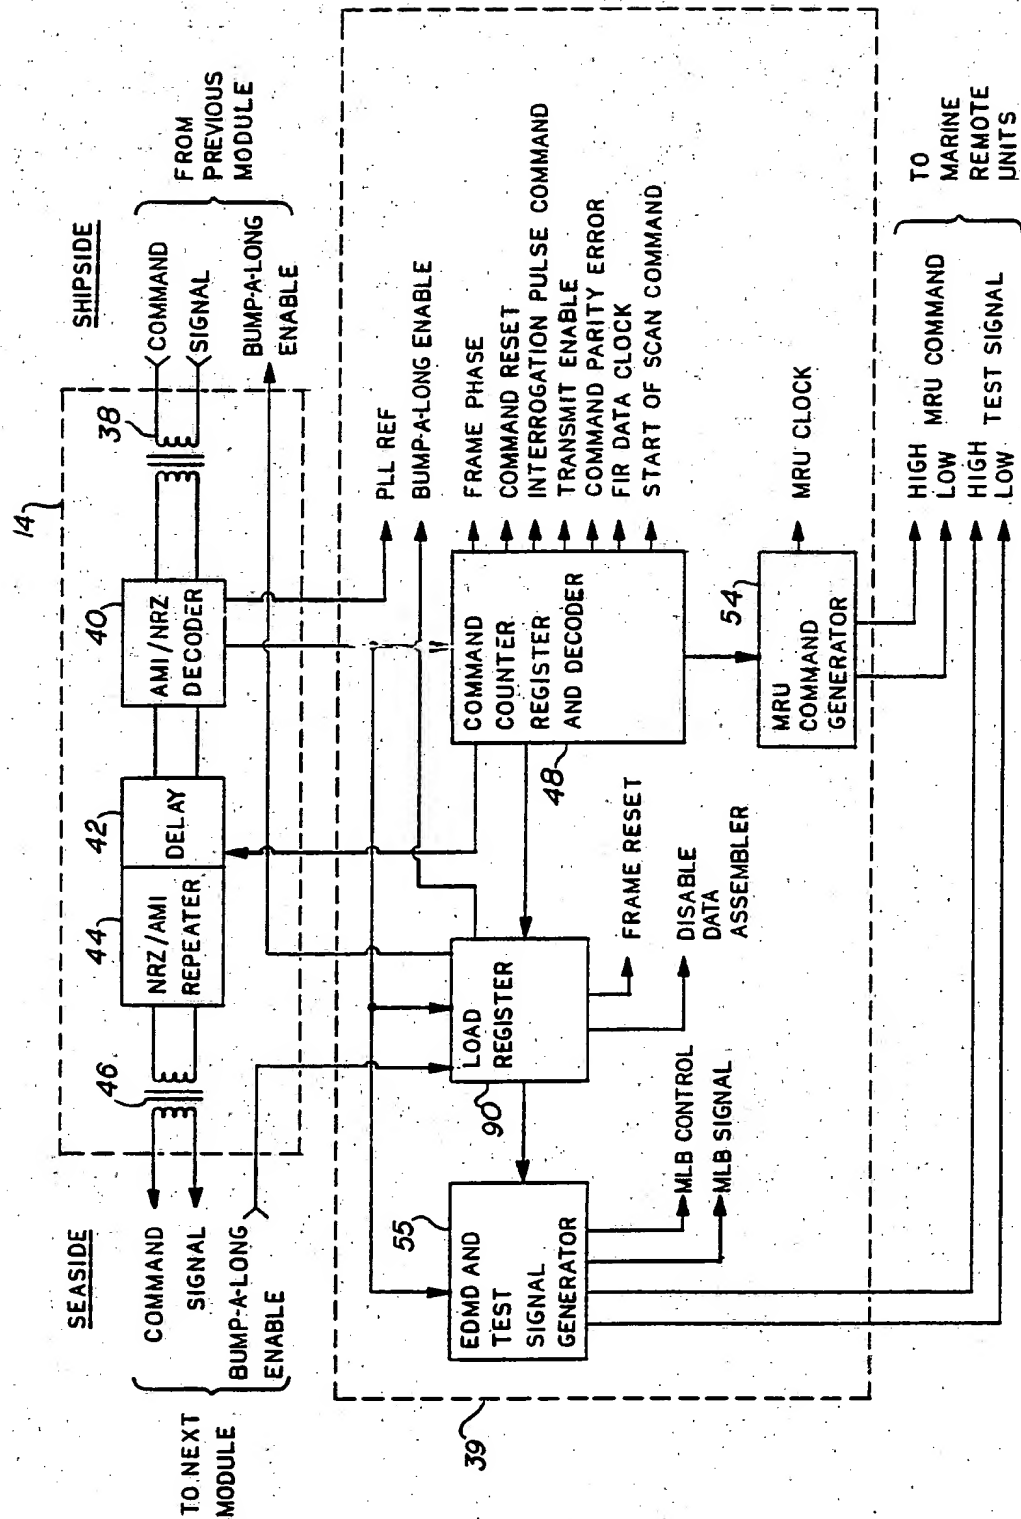 SEASIDE
COMMAND
SIGNAL
BUMP-A-LONG
ENABLE
TO NEXT
MODULE
46
44
NRZ/AMI
REPEATER
42
DELAY
40
AMI/NRZ
DECODER
14
38
SHIPSIDE
COMMAND
SIGNAL
BUMP-A-LONG
ENABLE
FROM
PREVIOUS
MODULE
39
55
EDMD AND
TEST
SIGNAL
GENERATOR
MLB CONTROL
MLB SIGNAL
90
LOAD
REGISTER
FRAME RESET
DISABLE
DATA
ASSEMBLER
48
COMMAND
COUNTER
REGISTER
AND DECODER
PLL REF
BUMP-A-LONG ENABLE
FRAME PHASE
COMMAND RESET
INTERROGATION PULSE COMMAND
TRANSMIT ENABLE
COMMAND PARITY ERROR
FIR DATA CLOCK
START OF SCAN COMMAND
54
MRU
COMMAND
GENERATOR
MRU CLOCK
HIGH
MRU COMMAND
LOW
HIGH
TEST SIGNAL
LOW
TO
MARINE
REMOTE
UNITS